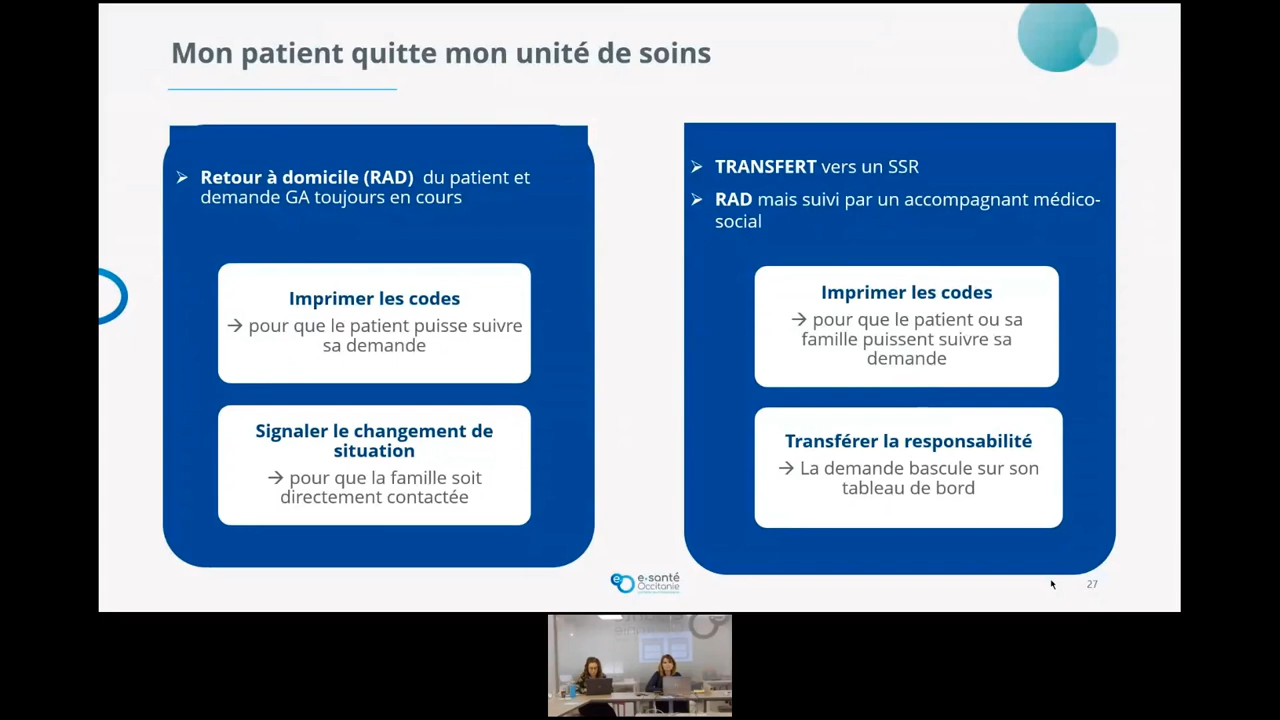 Mon patient quitte mon unité de soins
➢ Retour à domicile (RAD) du patient et
demande GA toujours en cours
Imprimer les codes
→ pour que le patient puisse suivre
sa demande
Signaler le changement de
situation
→ pour que la famille soit
directement contactée
➢ TRANSFERT vers un SSR
➢ RAD mais suivi par un accompagnant médico-
social
Imprimer les codes
→ pour que le patient ou sa
famille puissent suivre sa
demande
Transférer la responsabilité
→ La demande bascule sur son
tableau de bord
e-santé
Occitanie
27